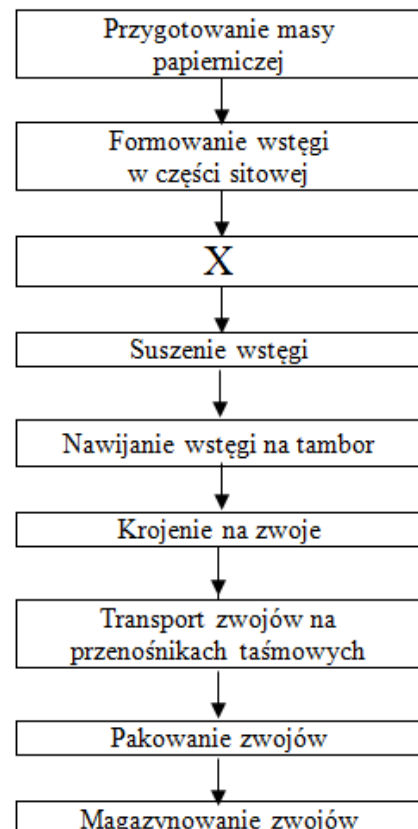 Przygotowanie masy
papierniczej
Formowanie wstęgi
w części sitowej
X
Suszenie wstęgi
Nawijanie wstęgi na tambor
Krojenie na zwoje
Transport zwojów na
przenośnikach taśmowych
Pakowanie zwojów
Magazynowanie zwojów